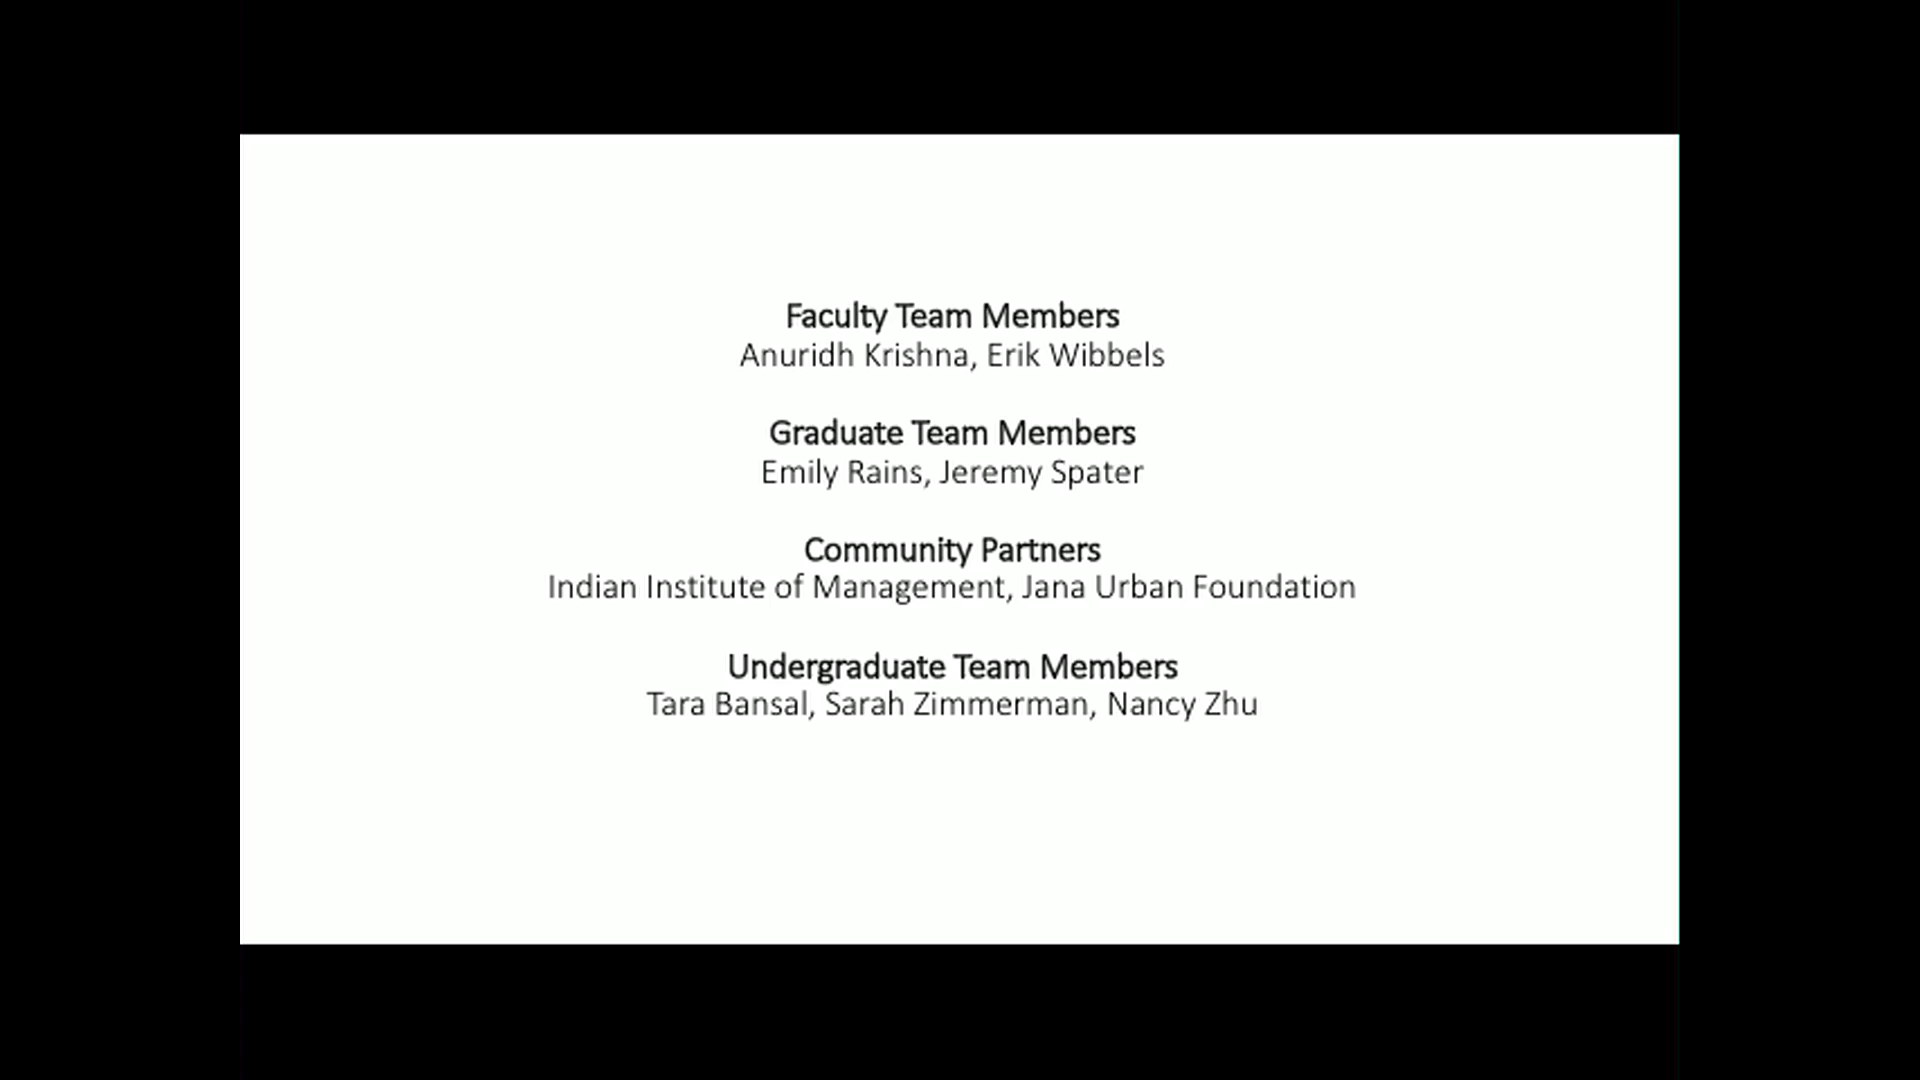 Faculty Team Members
Anuridh Krishna, Erik Wibbels
Graduate Team Members
Emily Rains, Jeremy Spater
Community Partners
Indian Institute of Management, Jana Urban Foundation
Undergraduate Team Members
Tara Bansal, Sarah Zimmerman, Nancy Zhu